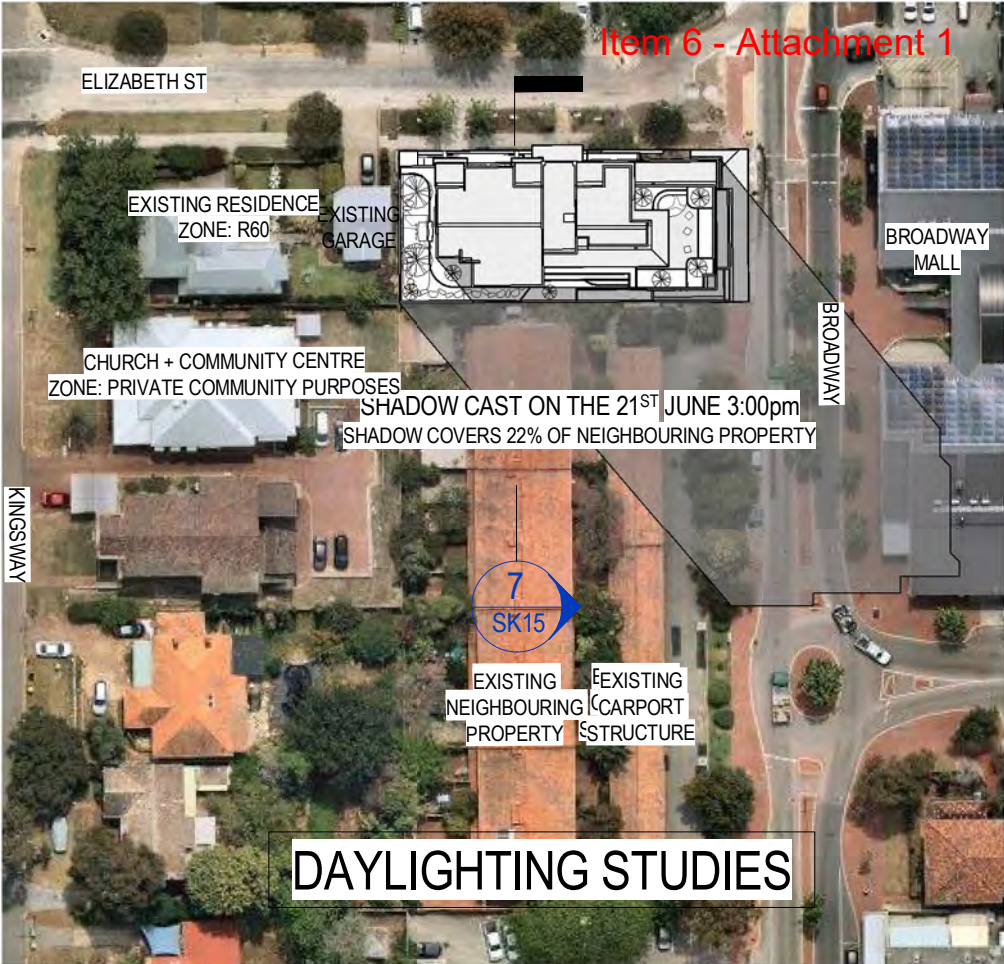 Item 6 - Attachment 1
ELIZABETH ST
EXISTING RESIDENCE
ZONE: R60
EXISTING
GARAGE
BROADWAY
MALL
BROADWAY
CHURCH + COMMUNITY CENTRE
ZONE: PRIVATE COMMUNITY PURPOSES
SHADOW CAST ON THE 21ST JUNE 3:00pm
SHADOW COVERS 22% OF NEIGHBOURING PROPERTY
KINGSWAY
7
SK15
EXISTING
NEIGHBOURING
PROPERTY
EXISTING
CARPORT
STRUCTURE
DAYLIGHTING STUDIES